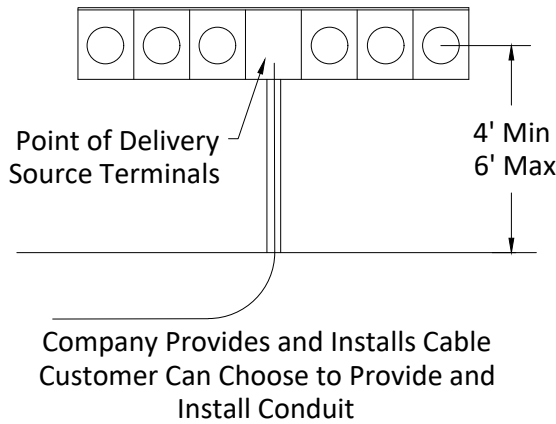 Point of Delivery
Source Terminals
4' Min
6' Max
Company Provides and Installs Cable
Customer Can Choose to Provide and
Install Conduit